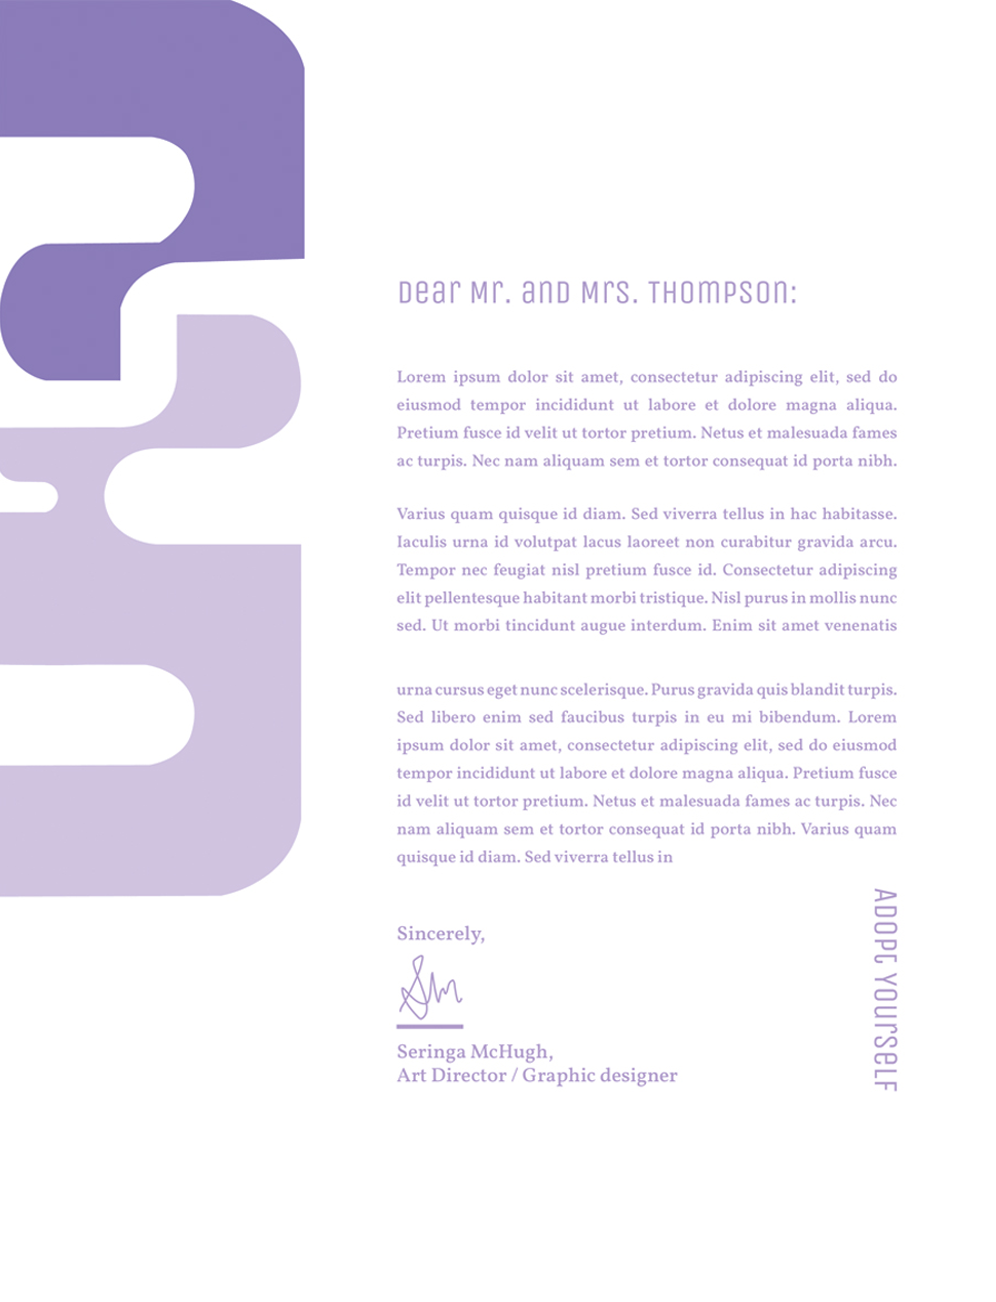 Dear Mr. and Mrs. Thompson:
Lorem ipsum dolor sit amet, consectetur adipiscing elit, sed do
eiusmod tempor incididunt ut labore et dolore magna aliqua.
Pretium fusce id velit ut tortor pretium. Netus et malesuada fames
ac turpis. Nec nam aliquam sem et tortor consequat id porta nibh.
Varius quam quisque id diam. Sed viverra tellus in hac habitasse.
Iaculis urna id volutpat lacus laoreet non curabitur gravida arcu.
Tempor nec feugiat nisl pretium fusce id. Consectetur adipiscing
elit pellentesque habitant morbi tristique. Nisl purus in mollis nunc
sed. Ut morbi tincidunt augue interdum. Enim sit amet venenatis
urna cursus eget nunc scelerisque. Purus gravida quis blandit turpis.
Sed libero enim sed faucibus turpis in eu mi bibendum. Lorem
ipsum dolor sit amet, consectetur adipiscing elit, sed do eiusmod
tempor incididunt ut labore et dolore magna aliqua. Pretium fusce
id velit ut tortor pretium. Netus et malesuada fames ac turpis. Nec
nam aliquam sem et tortor consequat id porta nibh. Varius quam
quisque id diam. Sed viverra tellus in
Sincerely,
Seringa McHugh,
Art Director / Graphic designer
ADOPT YOURSELF